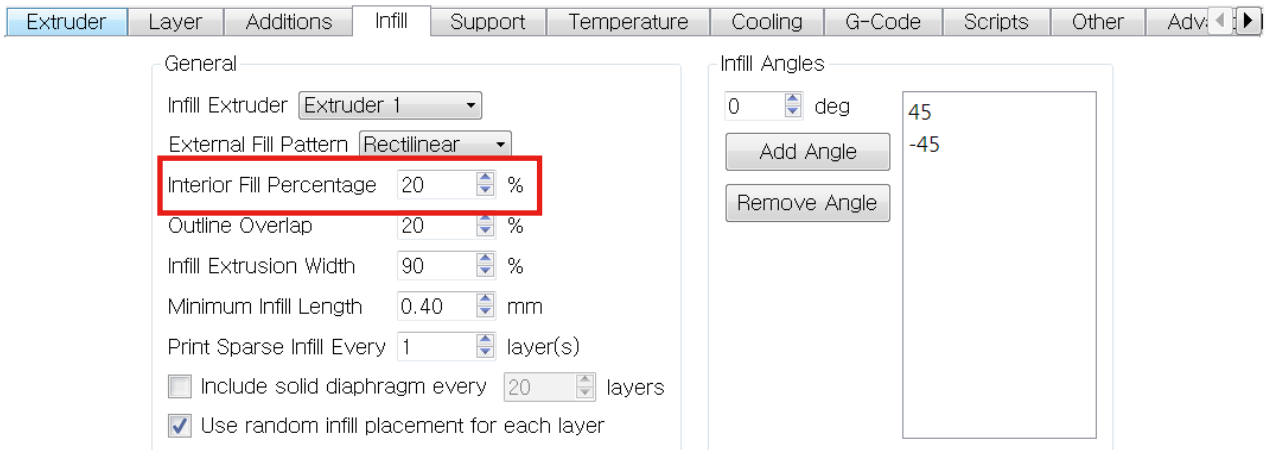 Extruder Layer Additions Infill Support Temperature Cooling G-Code Scripts Other
General
Infill Extruder Extruder 1
External Fill Pattern Rectilinear
Interior Fill Percentage 20 %
Outline Overlap 20 %
Infill Extrusion Width 90 %
Minimum Infill Length 0.40 mm
Print Sparse Infill Every 1 layer(s)
Include solid diaphragm every 20 layers
Use random infill placement for each layer
Infill Angles
0 deg
Add Angle
Remove Angle
45
-45